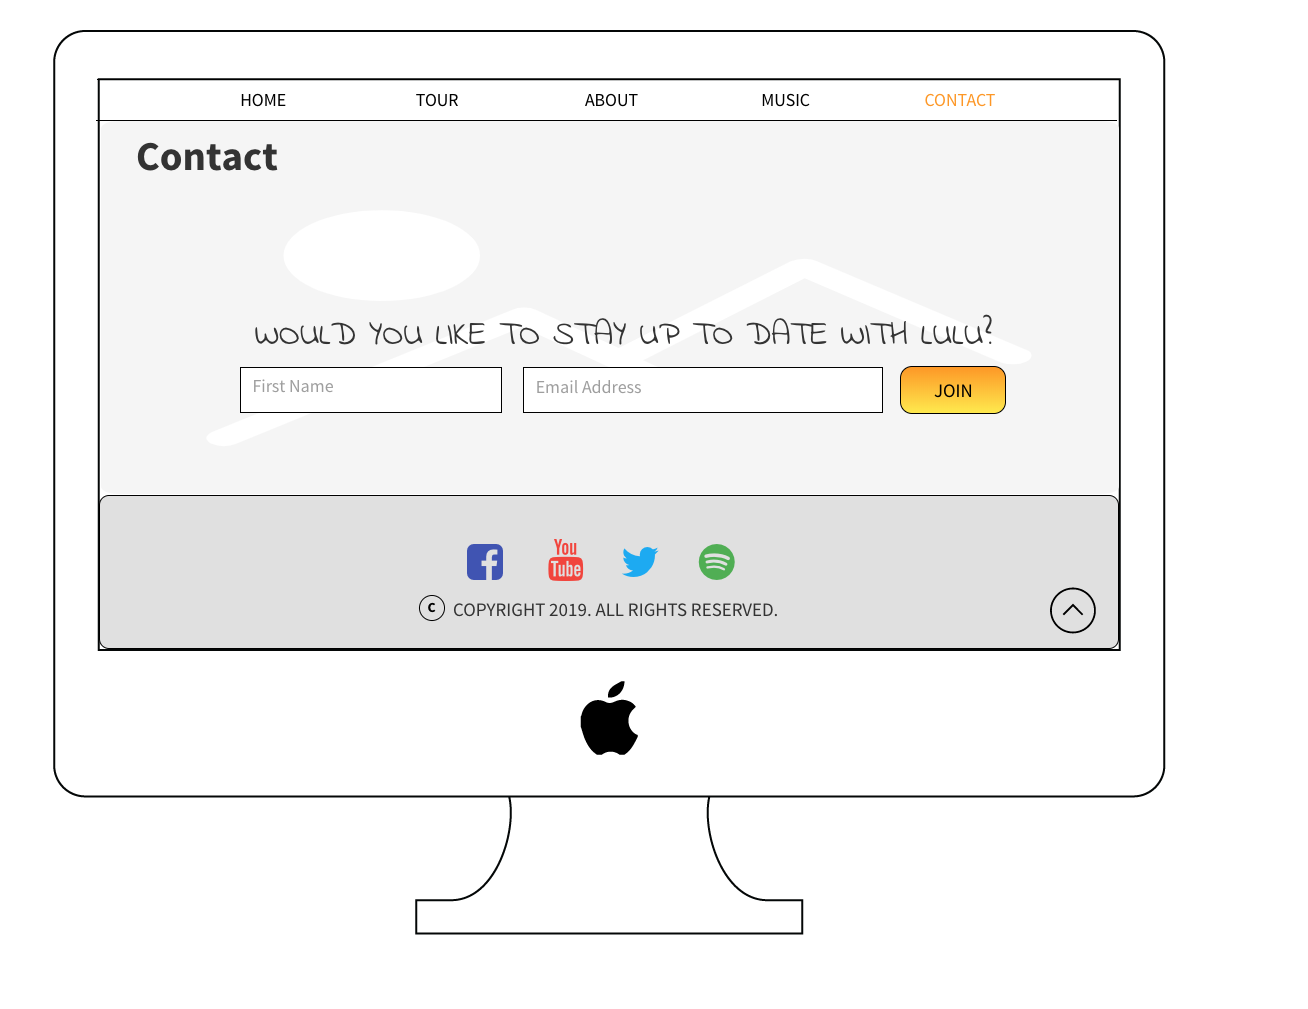 HOME TOUR ABOUT MUSIC CONTACT
Contact
WOULD YOU LIKE TO STAY UP TO DATE WITH LULU?
First Name Email Address JOIN
You
Tube
C COPYRIGHT 2019. ALL RIGHTS RESERVED.